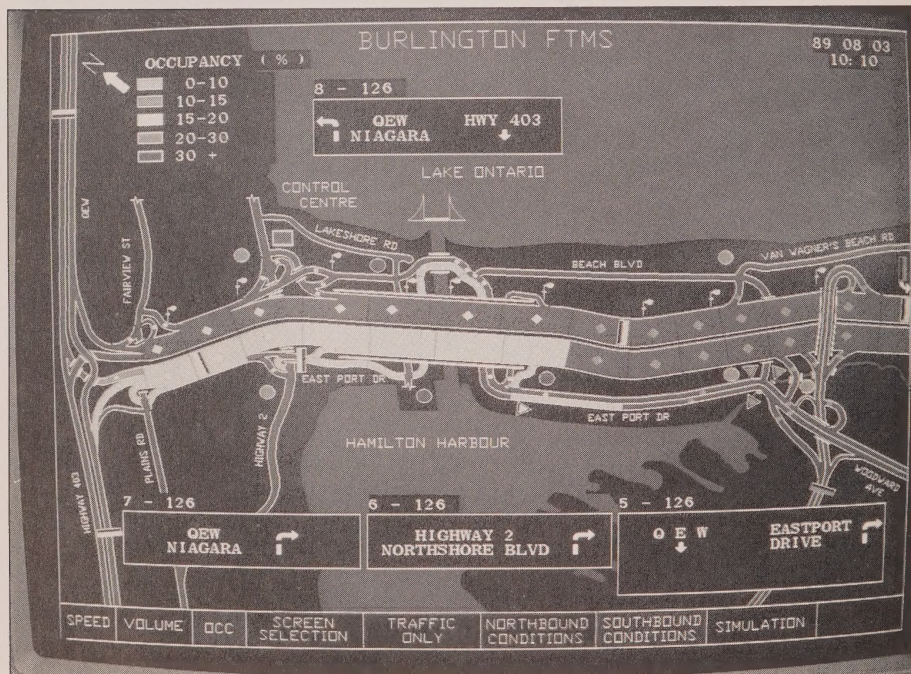 BURLINGTON FTMS
89 08 03
10:10
N
OCCUPANCY ( % )
0-10
10-15
15-20
20-30
30 +
8 - 126
QEW
NIAGARA
HWY 403
LAKE ONTARIO
CONTROL
CENTRE
LAKESHORE RD
BEACH BLVD
VAN WAGNER'S BEACH RD
QEW
FAIRVIEW ST
EAST PORT DR
EAST PORT DR
HAMILTON HARBOUR
HIGHWAY 2
PLAINS RD
HIGHWAY 403
WOODWARD
AVE
7 - 126
QEW
NIAGARA
6 - 126
HIGHWAY 2
NORTHSHORE BLVD
5 - 126
Q E W
EASTPORT
DRIVE
SPEED
VOLUME
OCC
SCREEN
SELECTION
TRAFFIC
ONLY
NORTHBOUND
CONDITIONS
SOUTHBOUND
CONDITIONS
SIMULATION